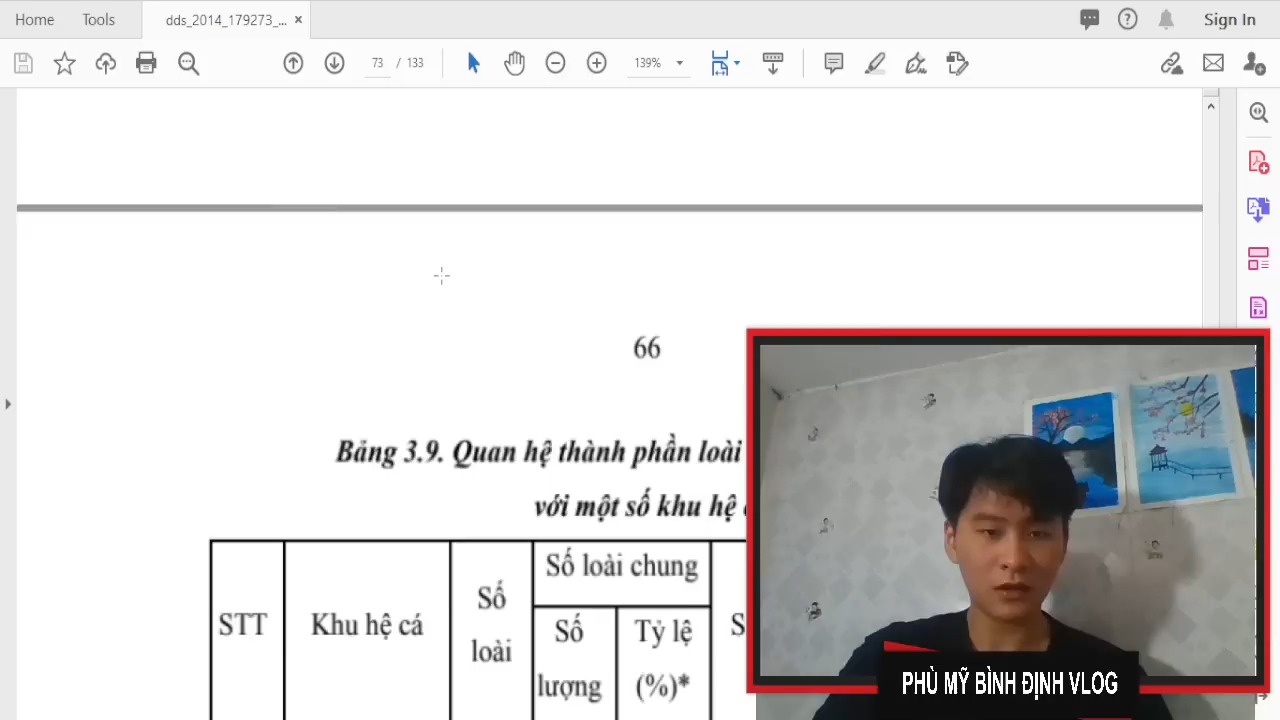 Home
Tools
dds_2014_179273_...
Sign In
73 / 133
139%
66
Bảng 3.9. Quan hệ thành phần loài
với một số khu hệ
STT
Khu hệ cá
Số
loài
Số loài chung
Số
lượng
Tỷ lệ
(%)*
S
PHÙ MỸ BÌNH ĐỊNH VLOG